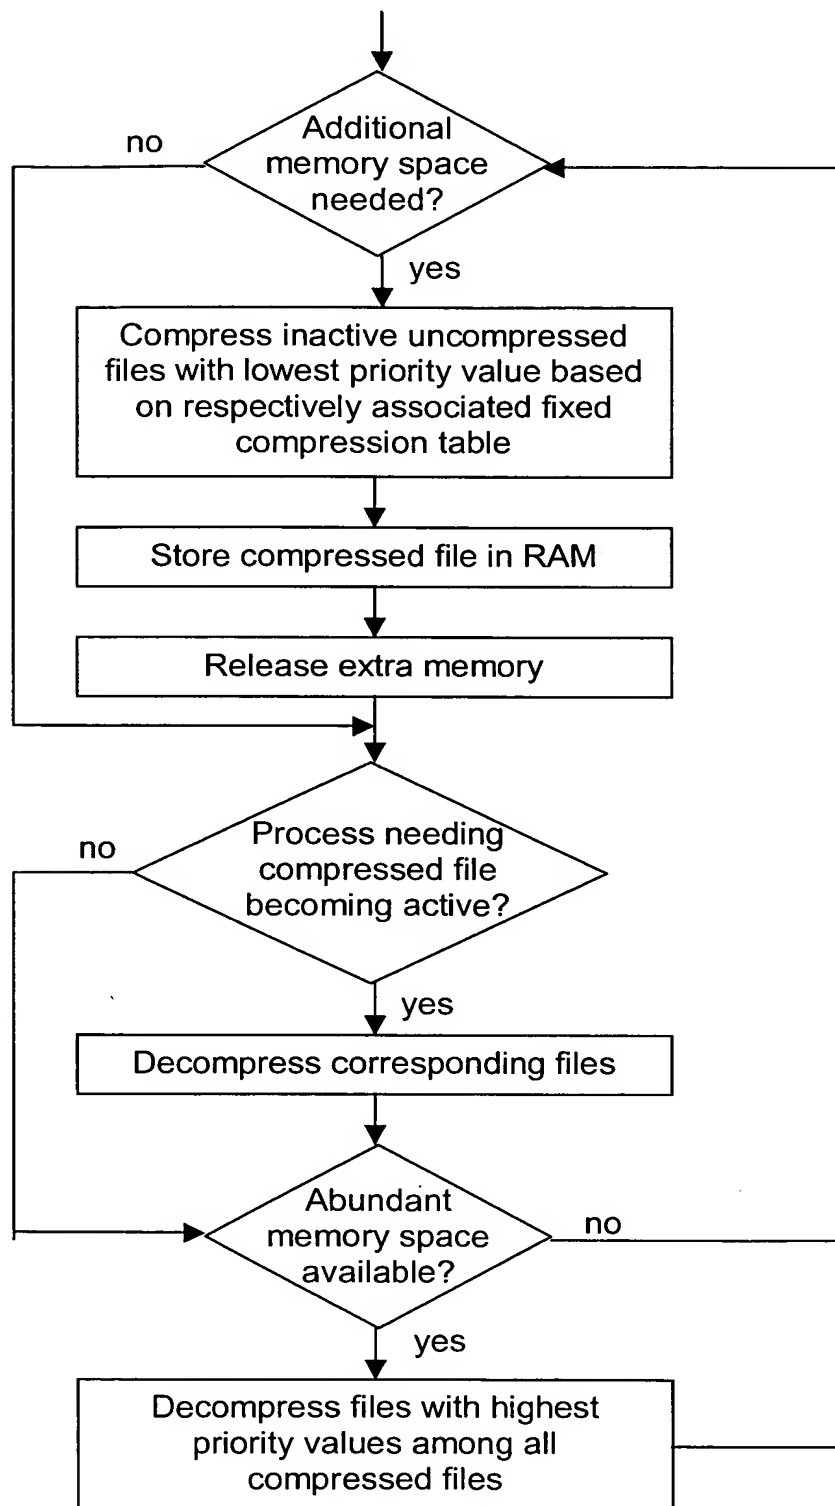 Additional
no
memory space
needed?
yes
Compress inactive uncompressed
files with lowest priority value based
on respectively associated fixed
compression table
Store compressed file in RAM
Release extra memory
Process needing
no
compressed file
becoming active?
yes
Decompress corresponding files
Abundant
memory space
no
available?
yes
Decompress files with highest
priority values among all
compressed files